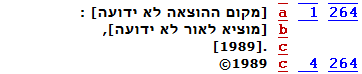 264 1 a [מקום ההוצאה לא ידועה] :
b [מוציא לאור לא ידועה],
c [1989].
264 4 c ©1989